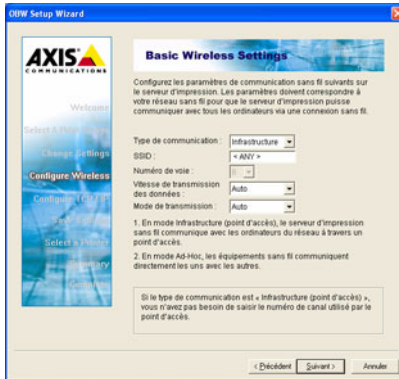 OBW Setup Wizard
AXIS
COMMUNICATIONS
Basic Wireless Settings
Welcome
Change Settings
Configure Wireless
Configurez les paramètres de communication sans fil suivants sur
le serveur d'impression. Les paramètres doivent correspondre à
votre réseau sans fil pour que le serveur d'impression puisse
communiquer avec tous les ordinateurs via une connexion sans fil.
Type de communication : Infrastructure
SSID : < ANY >
Numéro de voie : 6
Vitesse de transmission
des données : Auto
Mode de transmission : Auto
1. En mode Infrastructure (point d'accès), le serveur d'impression
sans fil communique avec les ordinateurs du réseau à travers un
point d'accès.
2. En mode Ad-Hoc, les équipements sans fil communiquent
directement les uns avec les autres.
Si le type de communication est « Infrastructure (point d'accès) »,
vous n'avez pas besoin de saisir le numéro de canal utilisé par le
point d'accès.
< Précédent
Suivant >
Annuler